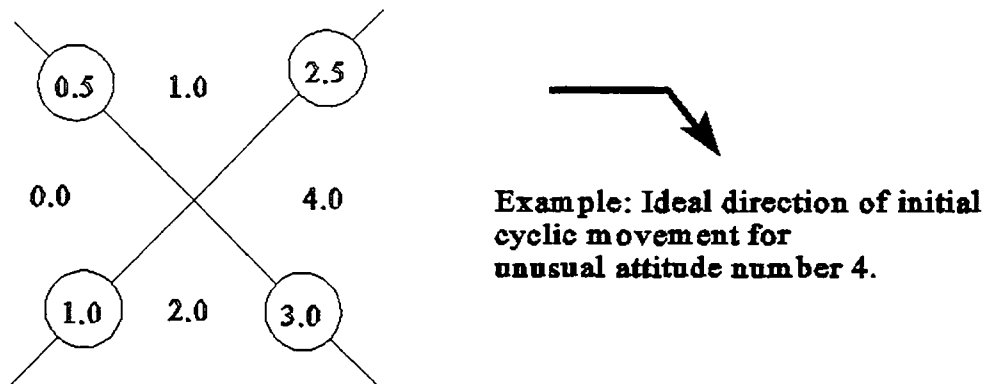 0.5 1.0 2.5
0.0 4.0
1.0 2.0 3.0
Example: Ideal direction of initial
cyclic movement for
unusual attitude number 4.